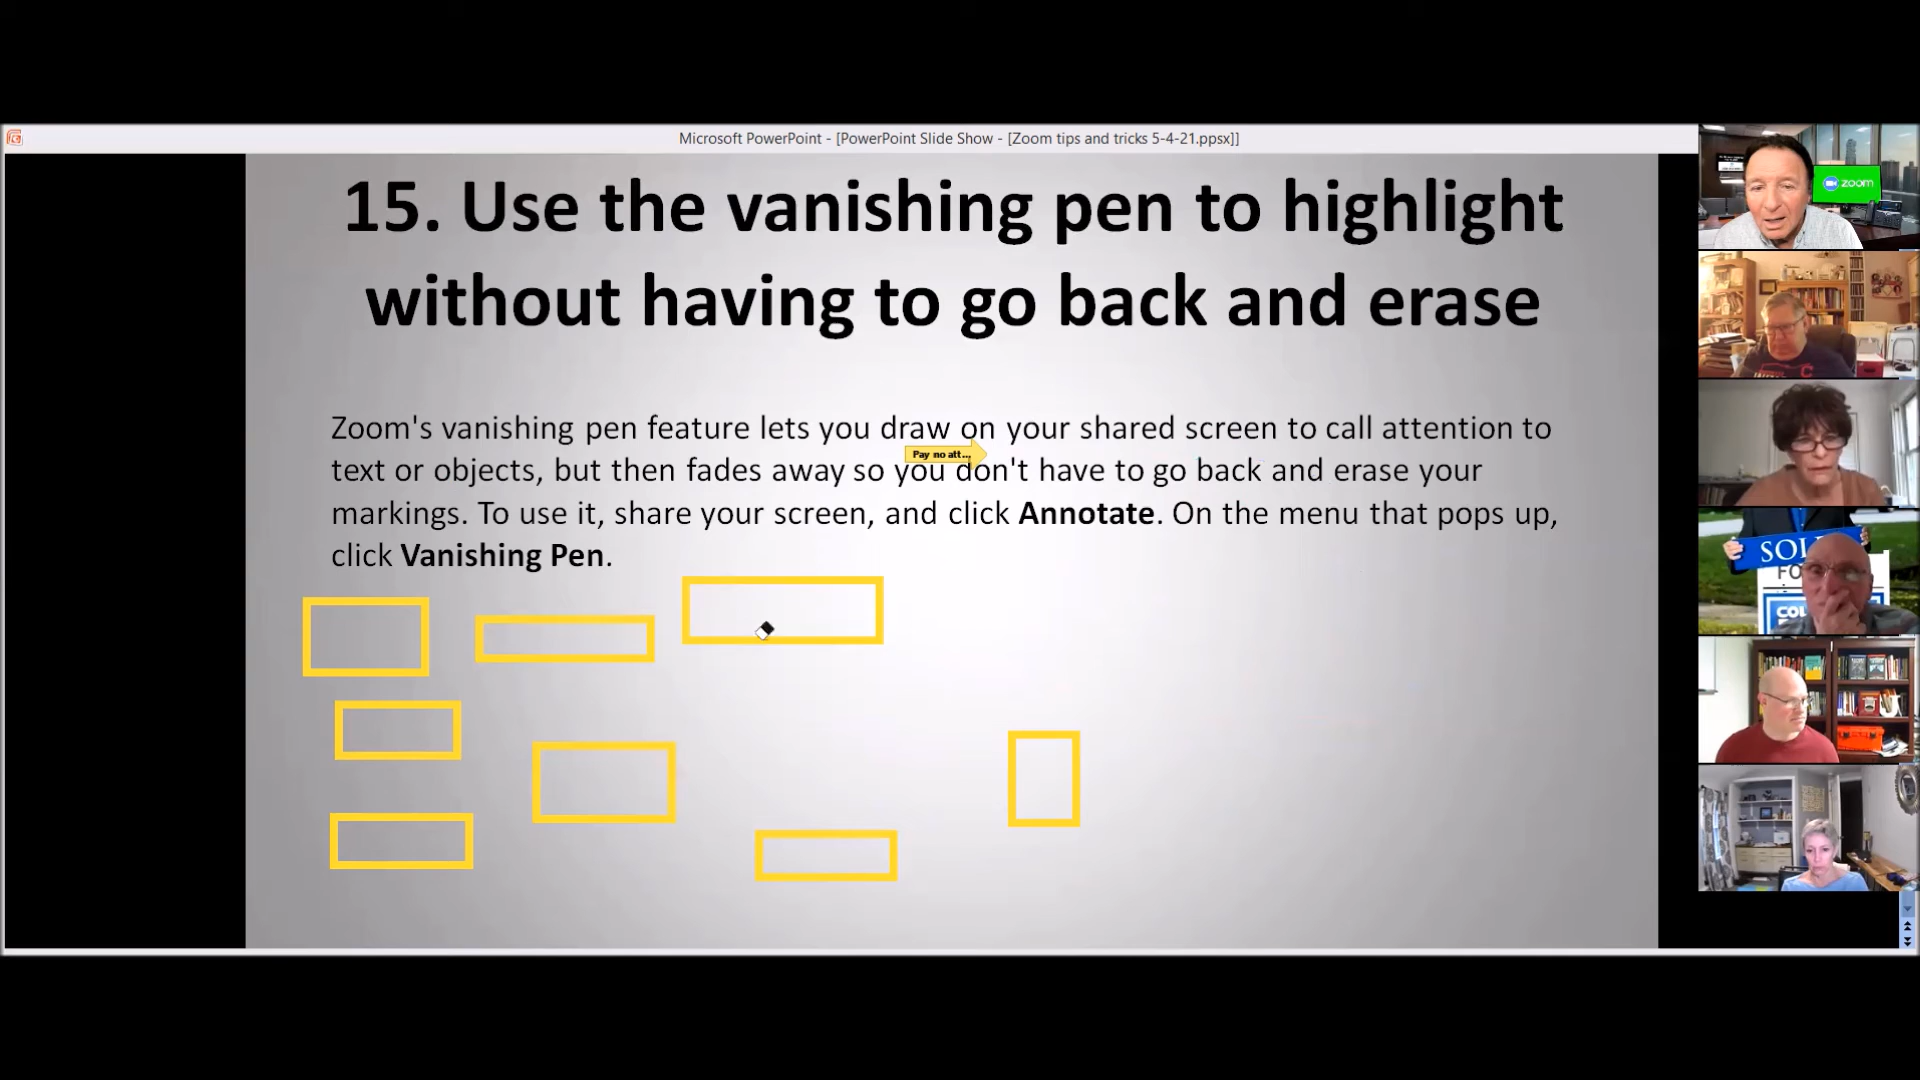 Microsoft PowerPoint - [PowerPoint Slide Show - [Zoom tips and tricks 5-4-21.ppsx]]
15. Use the vanishing pen to highlight
without having to go back and erase
Zoom's vanishing pen feature lets you draw on your shared screen to call attention to
Pay no att...
text or objects, but then fades away so you don't have to go back and erase your
markings. To use it, share your screen, and click Annotate. On the menu that pops up,
click Vanishing Pen.
zoom